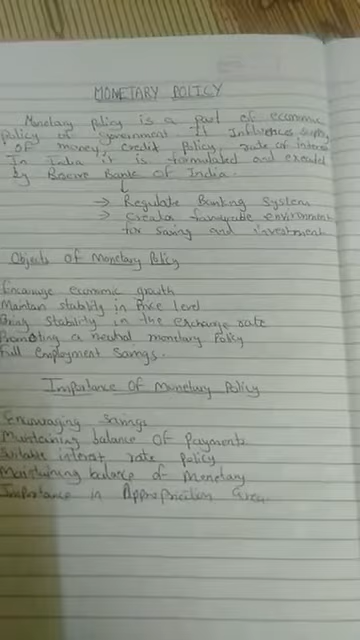 MONETARY POLICY
Monetary plicy is a part of economic
policy of government. It Influences supply
OF money, credit policy, rate of interest
In India it is formulated and created
by Reserve Bank of India.
→ Regulate Banking System
→ Creator favourable environment
for saving and investment
Objects of Monetary Policy
Encourage economic growth
Maintain stability in Price Level
Bring Stability in the exchange rate
Promoting a neutral monetary Policy
Full Employment Savings.
Importance OF Monetary Policy
Encouraging savings
Maintaining balance OF Payments
Suitable interest rate policy
Maintaining balance of Monetary
Importance in Area.